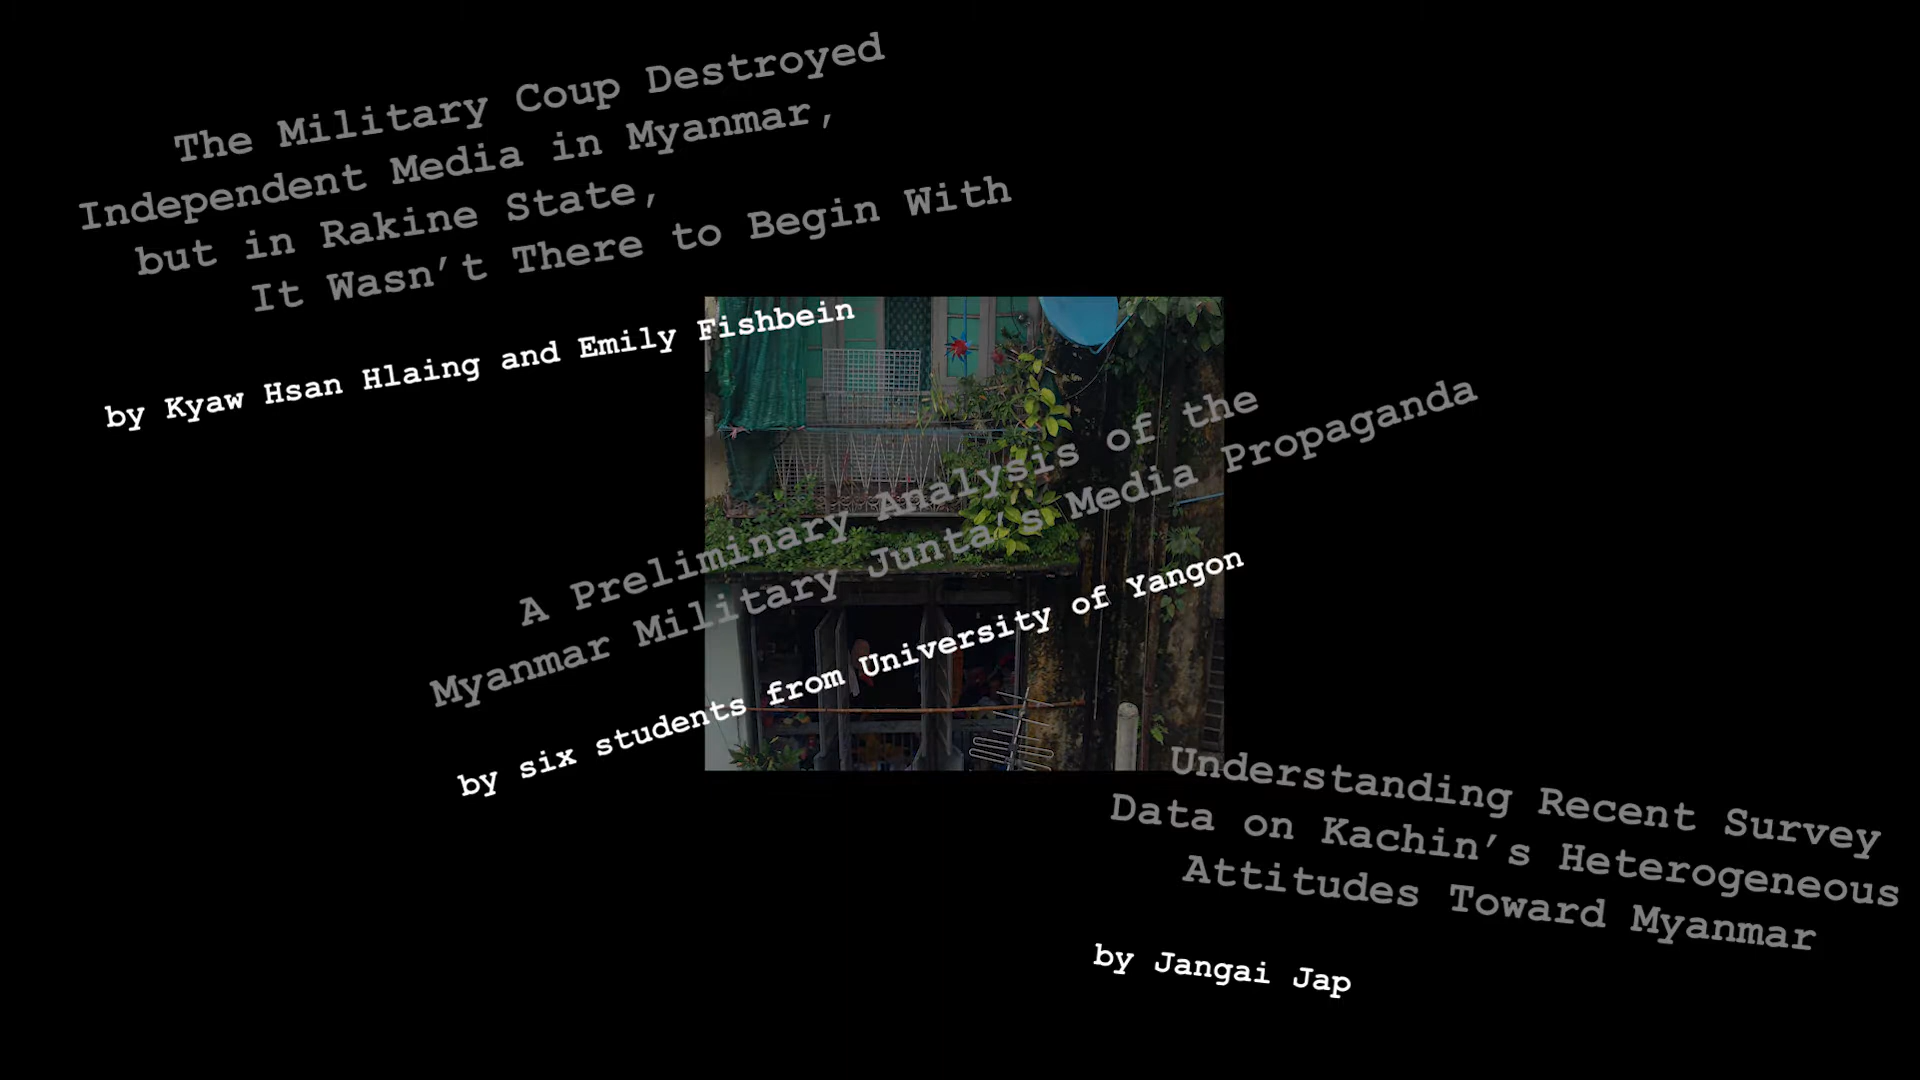 The Military Coup Destroyed
Independent Media in Myanmar,
but in Rakine State,
It Wasn’t There to Begin With
by Kyaw Hsan Hlaing and Emily Fishbein
A Preliminary Analysis of the
Myanmar Military Junta’s Media Propaganda
by six students from University of Yangon
Understanding Recent Survey
Data on Kachin’s Heterogeneous
Attitudes Toward Myanmar
by Jangai Jap